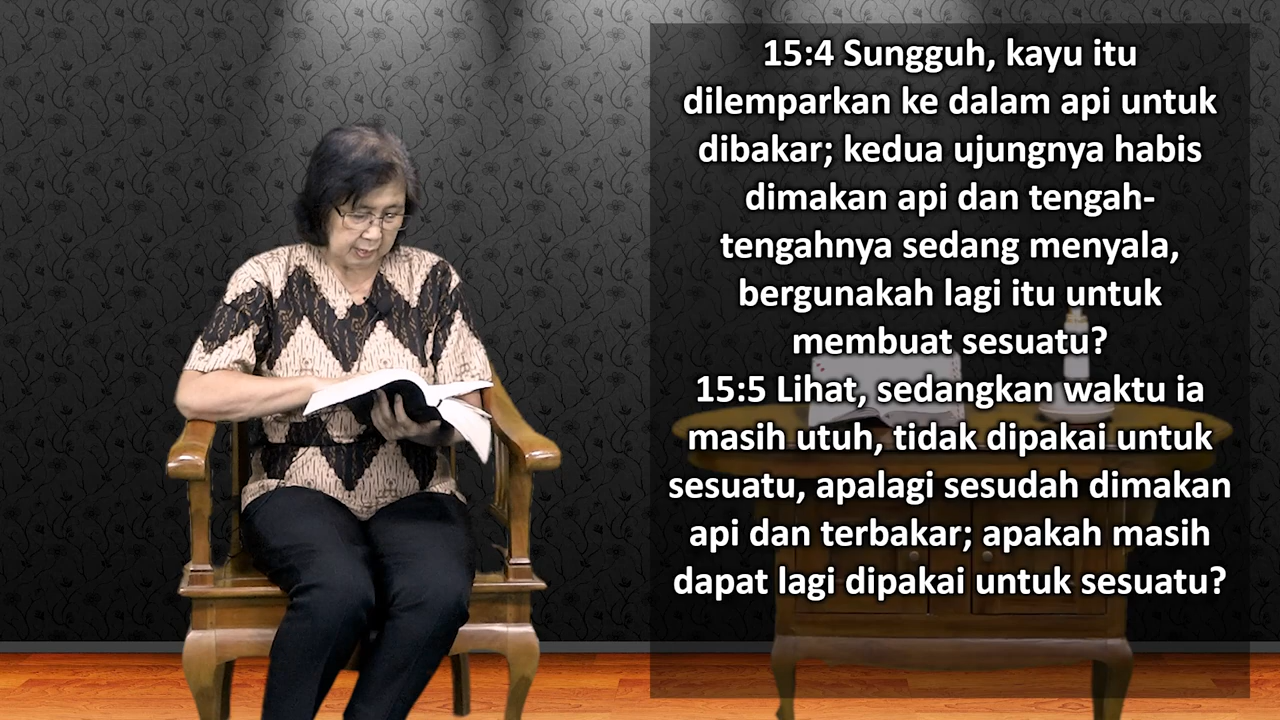 15:4 Sungguh, kayu itu
dilemparkan ke dalam api untuk
dibakar; kedua ujungnya habis
dimakan api dan tengah-
tengahnya sedang menyala,
bergunakah lagi itu untuk
membuat sesuatu?
15:5 Lihat, sedangkan waktu ia
masih utuh, tidak dipakai untuk
sesuatu, apalagi sesudah dimakan
api dan terbakar; apakah masih
dapat lagi dipakai untuk sesuatu?